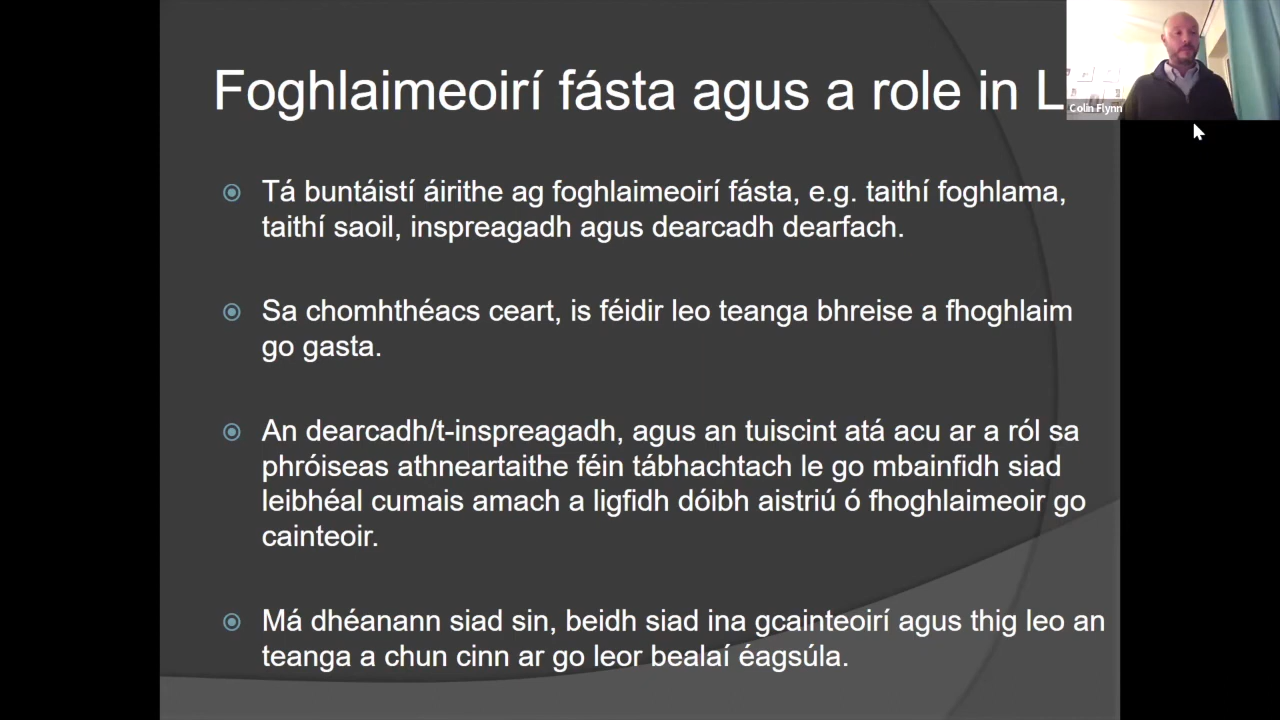 Foghlaimeoirí fásta agus a role in
Colin Flynn
Tá buntáistí áirithe ag foghlaimeoirí fásta, e.g. taithí foghlama,
taithí saoil, inspreagadh agus dearcadh dearfach.
Sa chomhthéacs ceart, is féidir leo teanga bhreise a fhoghlaim
go gasta.
An dearcadh/t-inspreagadh, agus an tuiscint atá acu ar a ról sa
phróiseas athneartaithe féin tábhachtach le go mbainfidh siad
leibhéal cumais amach a ligfidh dóibh aistriú ó fhoghlaimeoir go
cainteoir.
Má dhéanann siad sin, beidh siad ina gcainteoirí agus thig leo an
teanga a chun cinn ar go leor bealaí éagsúla.